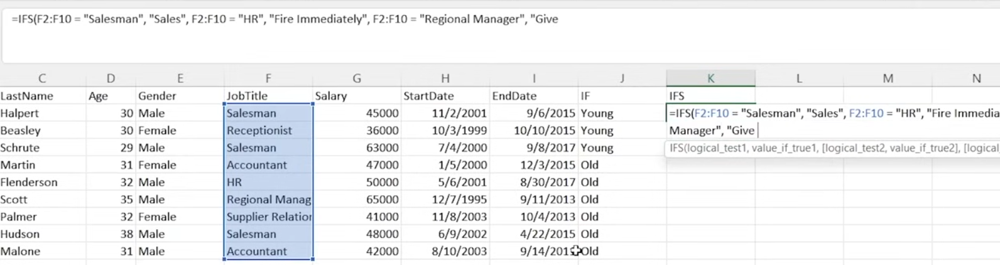 =IFS(F2:F10 = "Salesman", "Sales", F2:F10 = "HR", "Fire Immediately", F2:F10 = "Regional Manager", "Give
C D E F G H I J K L M N
LastName Age Gender JobTitle Salary StartDate EndDate IF IFS
Halpert 30 Male Salesman 45000 11/2/2001 9/6/2015 Young =IFS(F2:F10 = "Salesman", "Sales", F2:F10 = "HR", "Fire Immedia
Beasley 30 Female Receptionist 36000 10/3/1999 10/10/2015 Young Manager", "Give
Schrute 29 Male Salesman 63000 7/4/2000 9/8/2017 Young IFS(logical_test1, value_if_true1, [logical_test2, value_if_true2], [logical_
Martin 31 Female Accountant 47000 1/5/2000 12/3/2015 Old
Flenderson 32 Male HR 50000 5/6/2001 8/30/2017 Old
Scott 35 Male Regional Manag 65000 12/7/1995 9/11/2013 Old
Palmer 32 Female Supplier Relation 41000 11/8/2003 10/4/2013 Old
Hudson 38 Male Salesman 48000 6/9/2002 4/22/2015 Old
Malone 31 Male Accountant 42000 8/10/2003 9/14/2015 Old